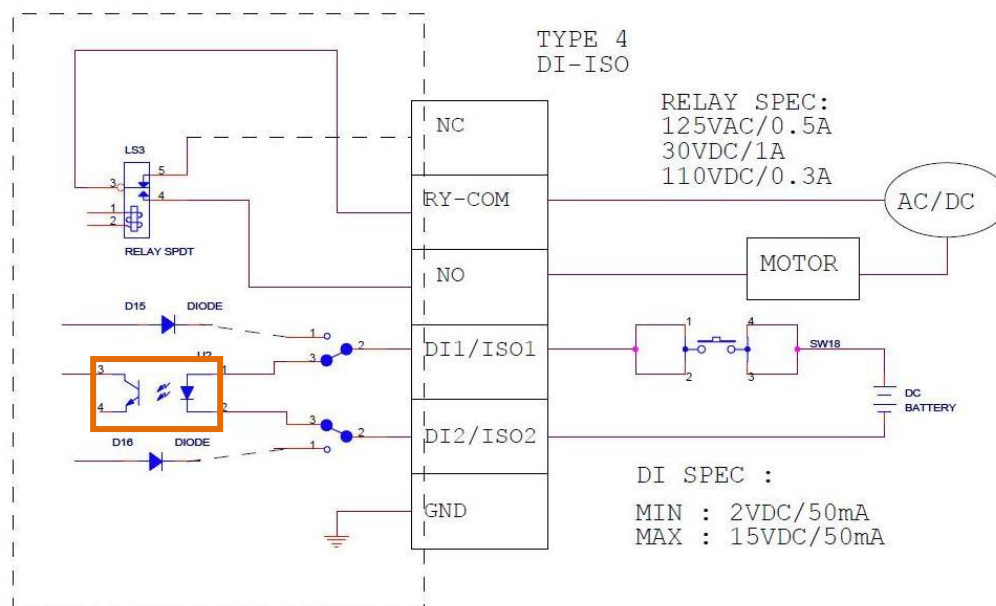 TYPE 4
DI-ISO
RELAY SPEC:
125VAC/0.5A
30VDC/1A
110VDC/0.3A
NC
LS3
5
3
4
1
2
RELAY SPDT
RY-COM
AC/DC
NO
MOTOR
D15 DIODE
1
3
2
DI1/ISO1
1
4
2
3
SW18
DC
BATTERY
3
4
1
2
3
2
1
DI2/ISO2
D16 DIODE
GND
DI SPEC :
MIN : 2VDC/50mA
MAX : 15VDC/50mA